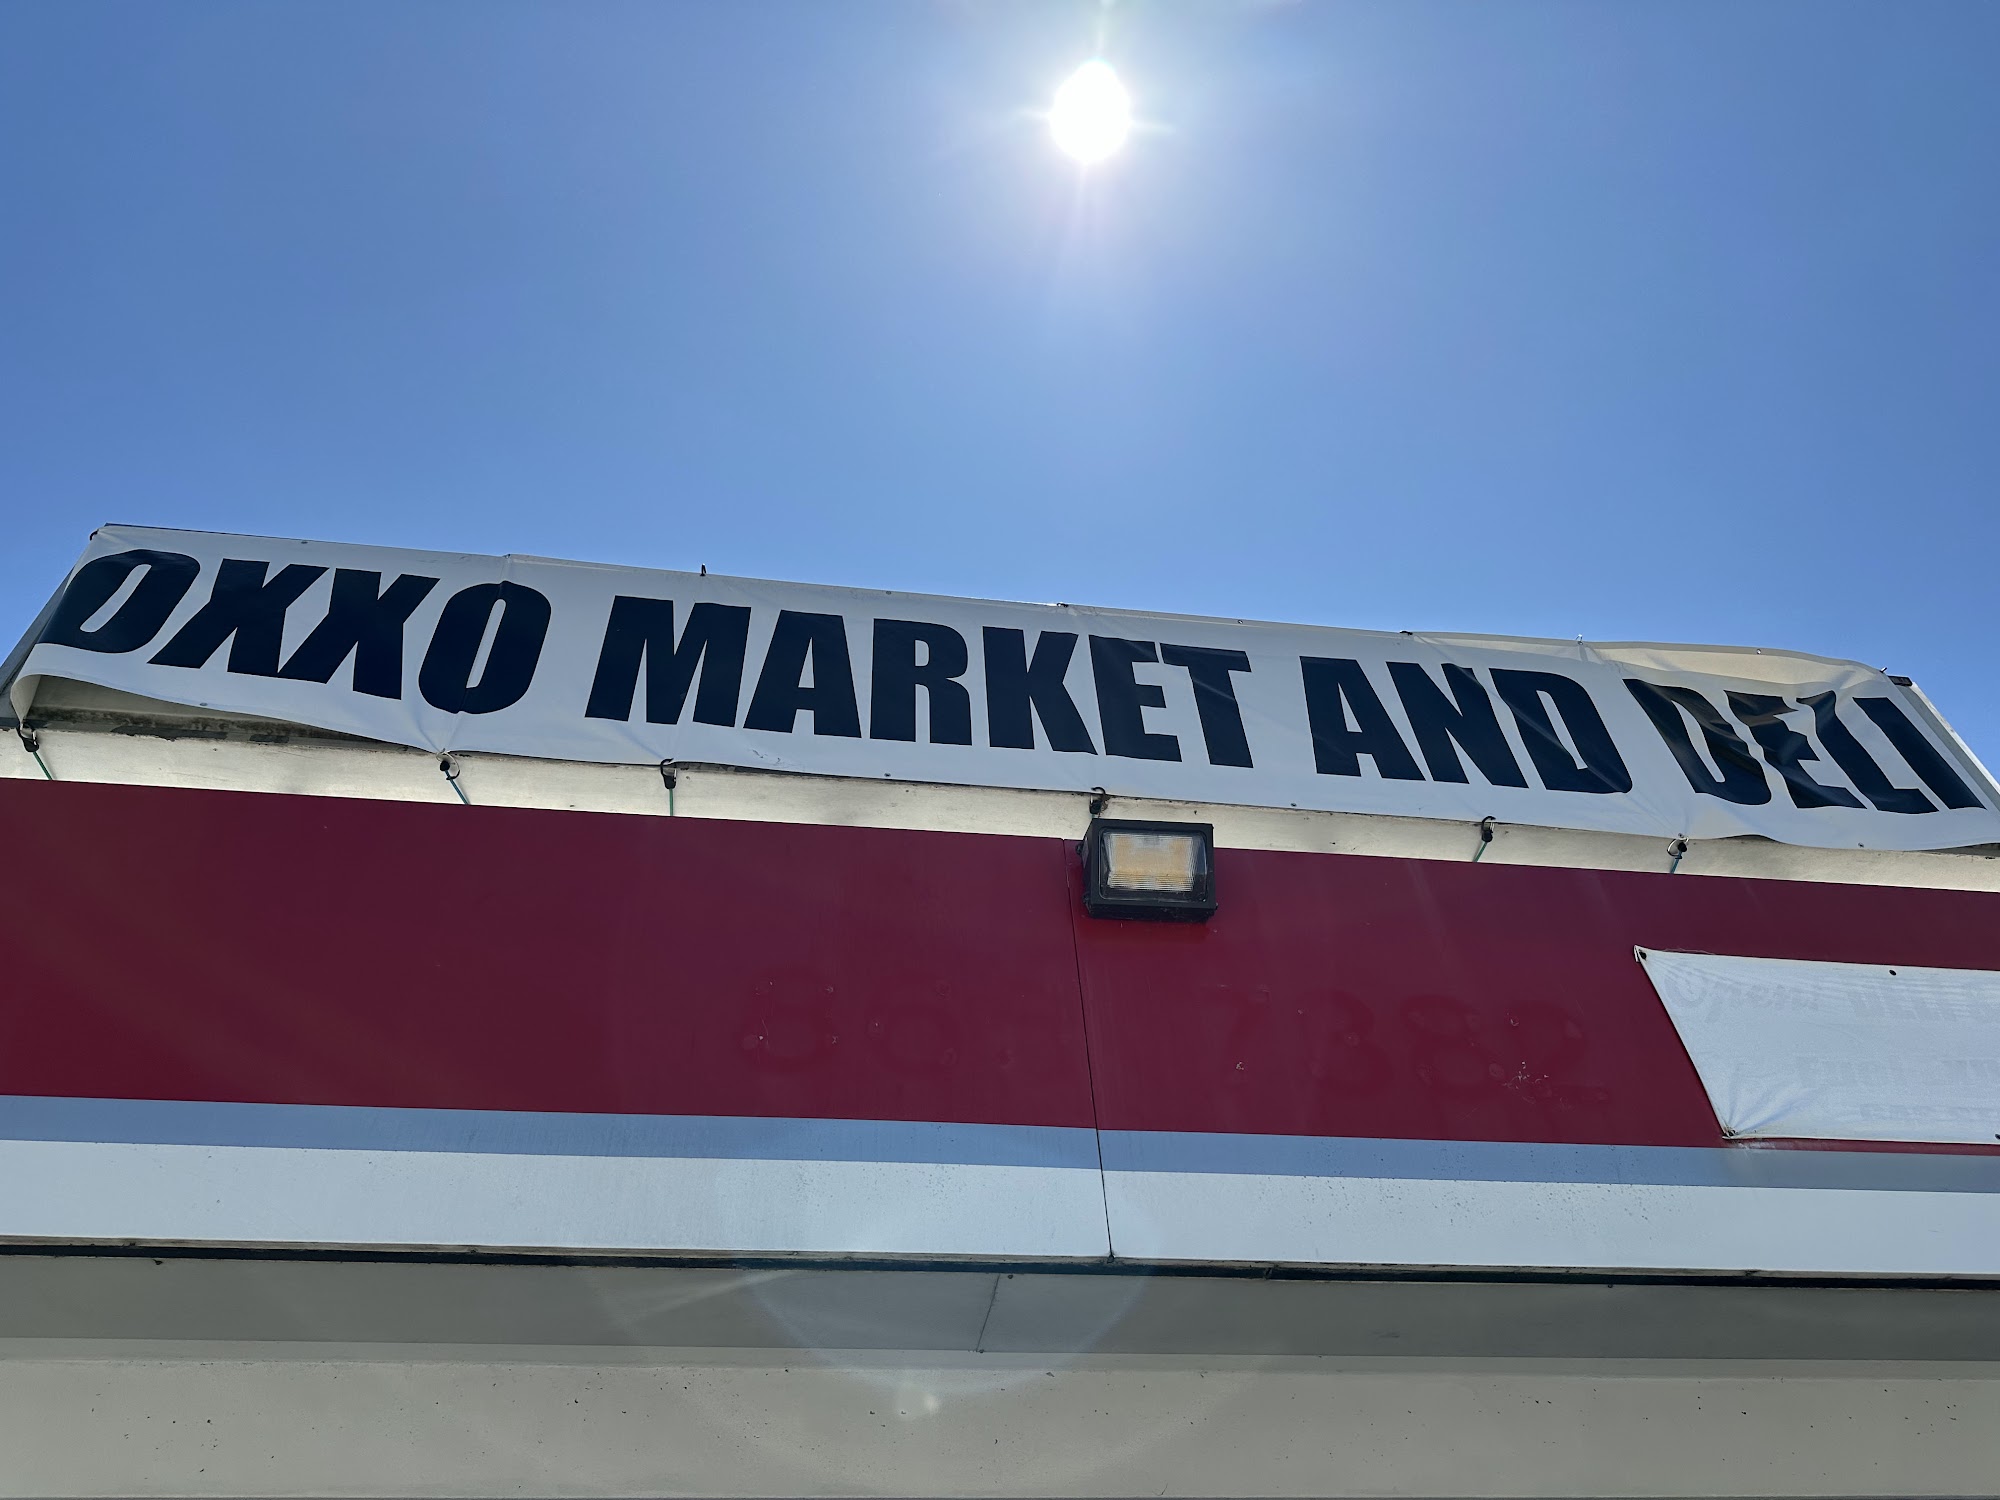 OXXO MARKET AND DELI